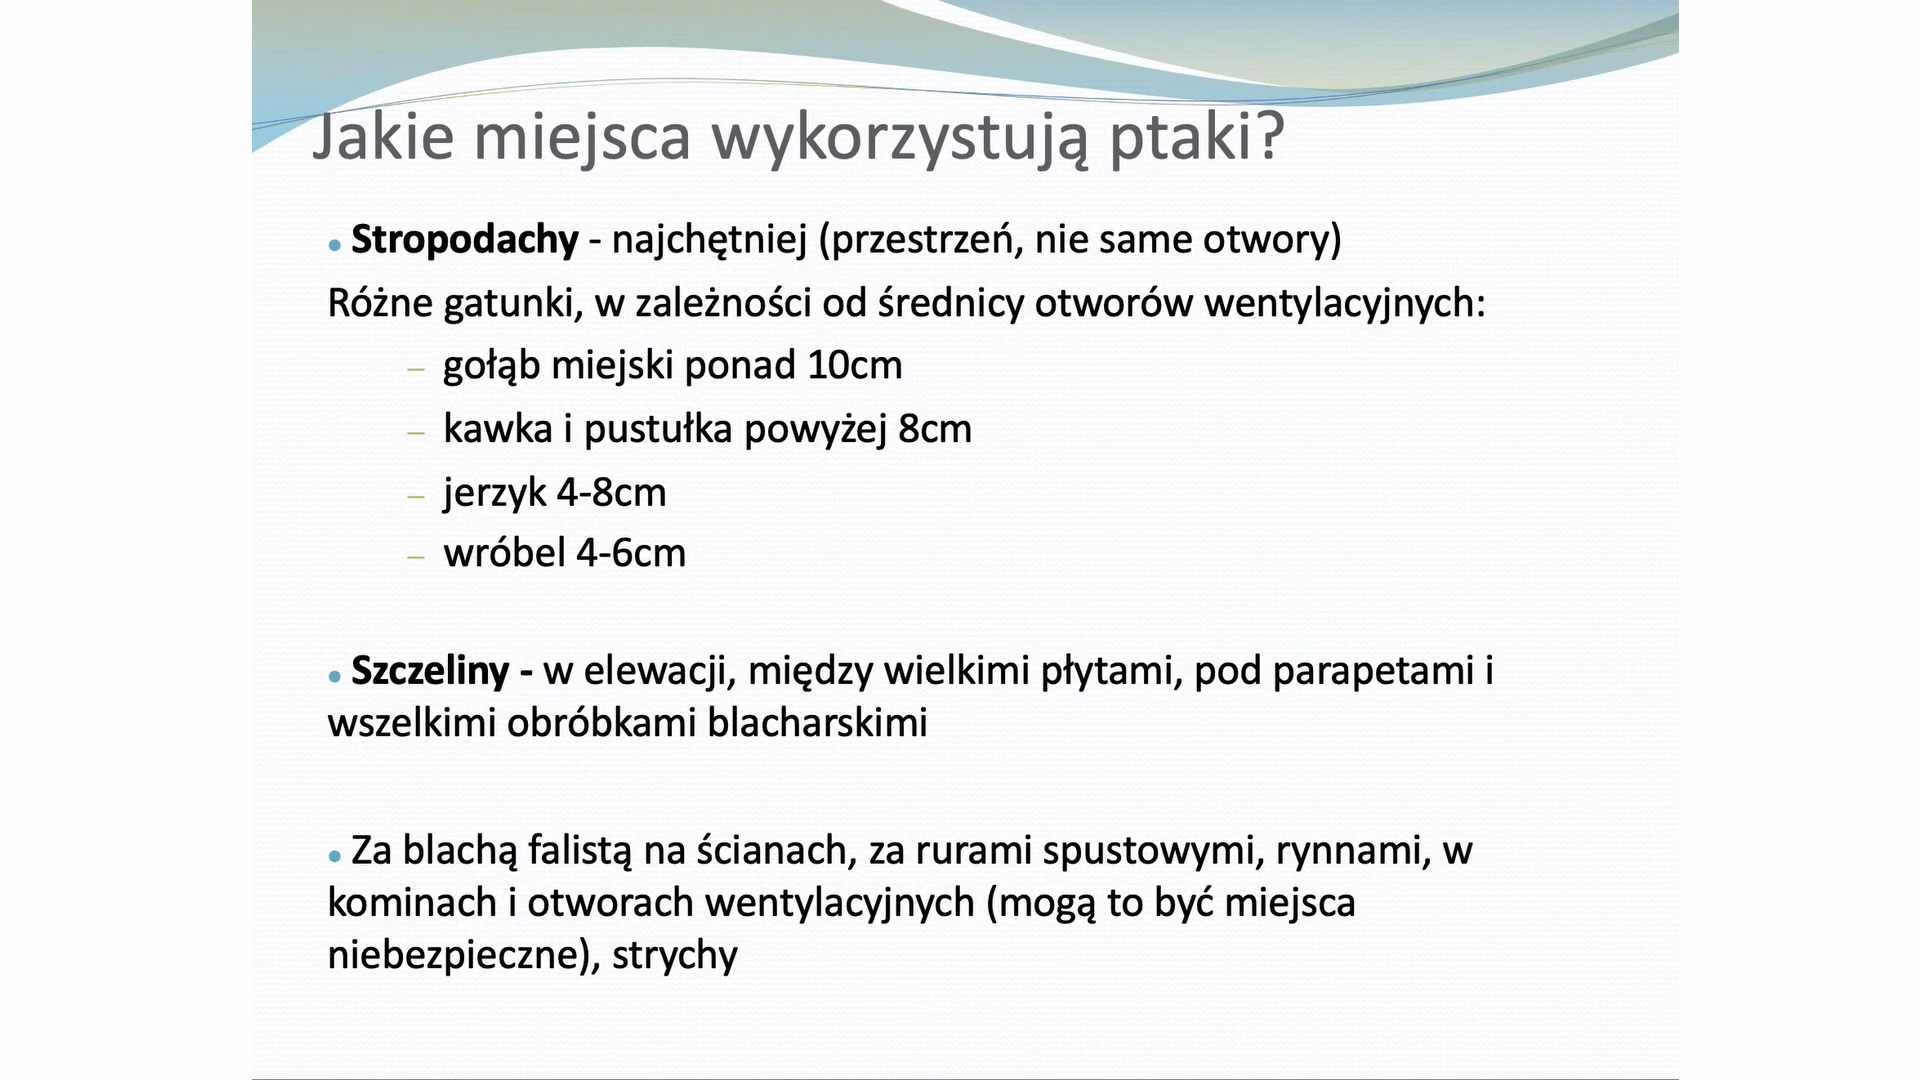 Jakie miejsca wykorzystują ptaki?
• Stropodachy - najchętniej (przestrzeń, nie same otwory)
Różne gatunki, w zależności od średnicy otworów wentylacyjnych:
– gołąb miejski ponad 10cm
– kawka i pustułka powyżej 8cm
– jerzyk 4-8cm
– wróbel 4-6cm
• Szczeliny - w elewacji, między wielkimi płytami, pod parapetami i
wszelkimi obróbkami blacharskimi
• Za blachą falistą na ścianach, za rurami spustowymi, rynnami, w
kominach i otworach wentylacyjnych (mogą to być miejsca
niebezpieczne), strychy